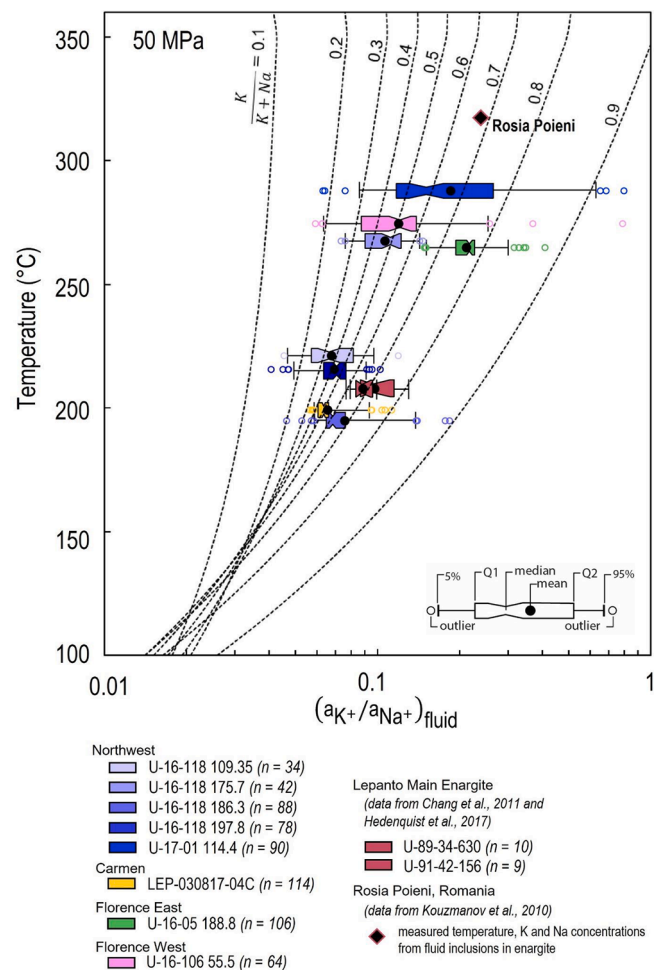 350
50 MPa
K
K + Na
= 0.1
0.2
0.3
0.4
0.5
0.6
0.7
0.8
0.9
Rosia Poieni
300
250
Temperature (°C)
200
150
100
5%
Q1
median
mean
Q2
95%
outlier
outlier
0.01
0.1
1
(aK+/aNa+)fluid
Northwest
U-16-118 109.35 (n = 34)
U-16-118 175.7 (n = 42)
U-16-118 186.3 (n = 88)
U-16-118 197.8 (n = 78)
U-17-01 114.4 (n = 90)
Carmen
LEP-030817-04C (n = 114)
Florence East
U-16-05 188.8 (n = 106)
Florence West
U-16-106 55.5 (n = 64)
Lepanto Main Enargite
(data from Chang et al., 2011 and
Hedenquist et al., 2017)
U-89-34-630 (n = 10)
U-91-42-156 (n = 9)
Rosia Poieni, Romania
(data from Kouzmanov et al., 2010)
measured temperature, K and Na concentrations
from fluid inclusions in enargite